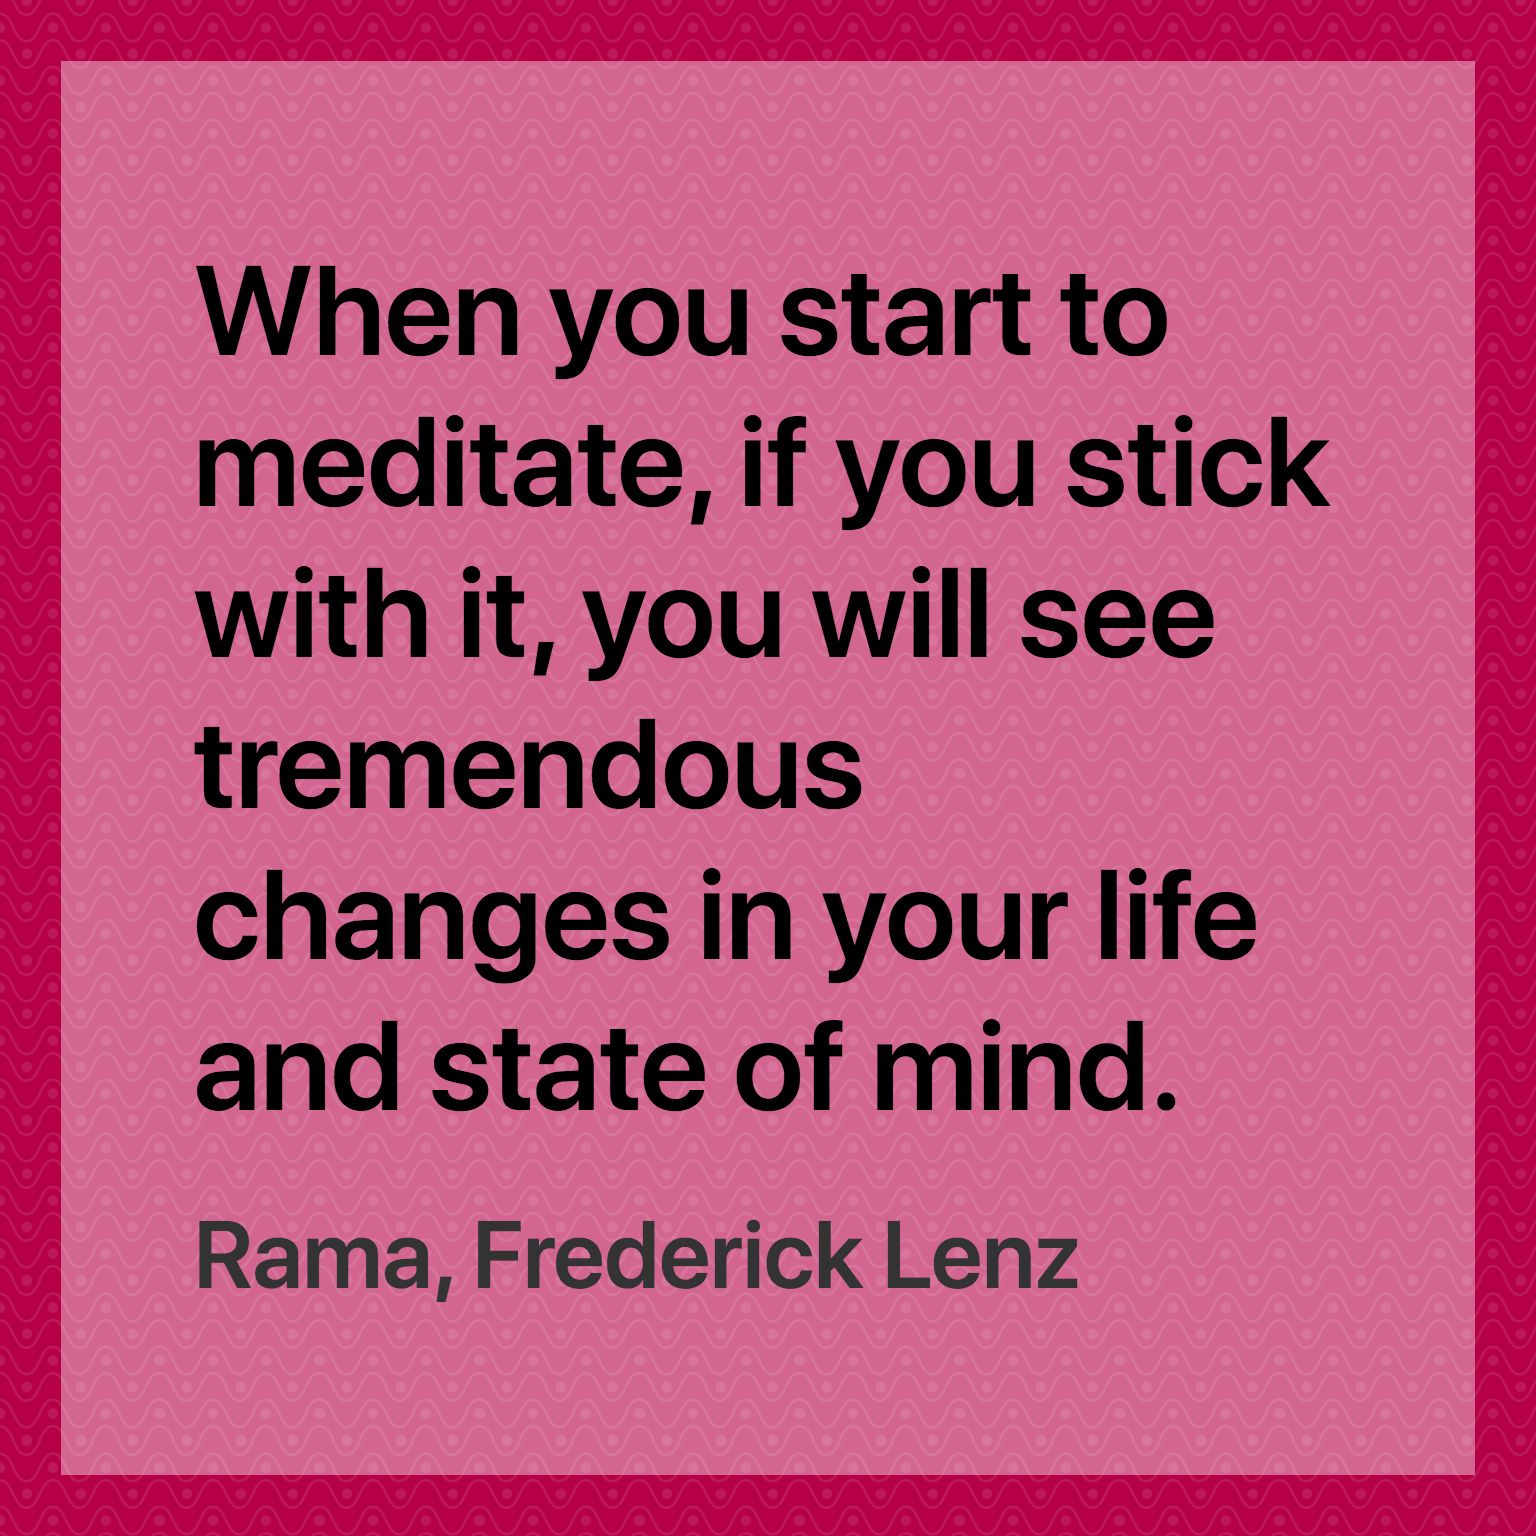 When you start to
meditate, if you stick
with it, you will see
tremendous
changes in your life
and state of mind.
Rama, Frederick Lenz